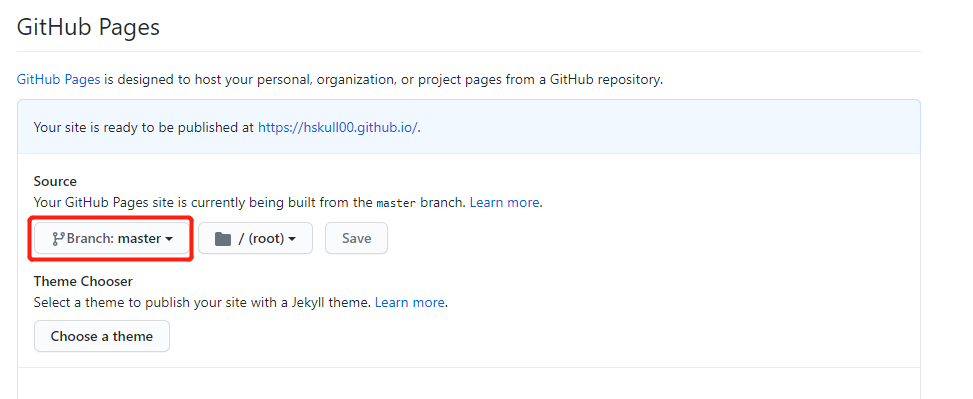 GitHub Pages
GitHub Pages is designed to host your personal, organization, or project pages from a GitHub repository.
Your site is ready to be published at https://hskull00.github.io/.
Source
Your GitHub Pages site is currently being built from the master branch. Learn more.
Branch: master / (root) Save
Theme Chooser
Select a theme to publish your site with a Jekyll theme. Learn more.
Choose a theme